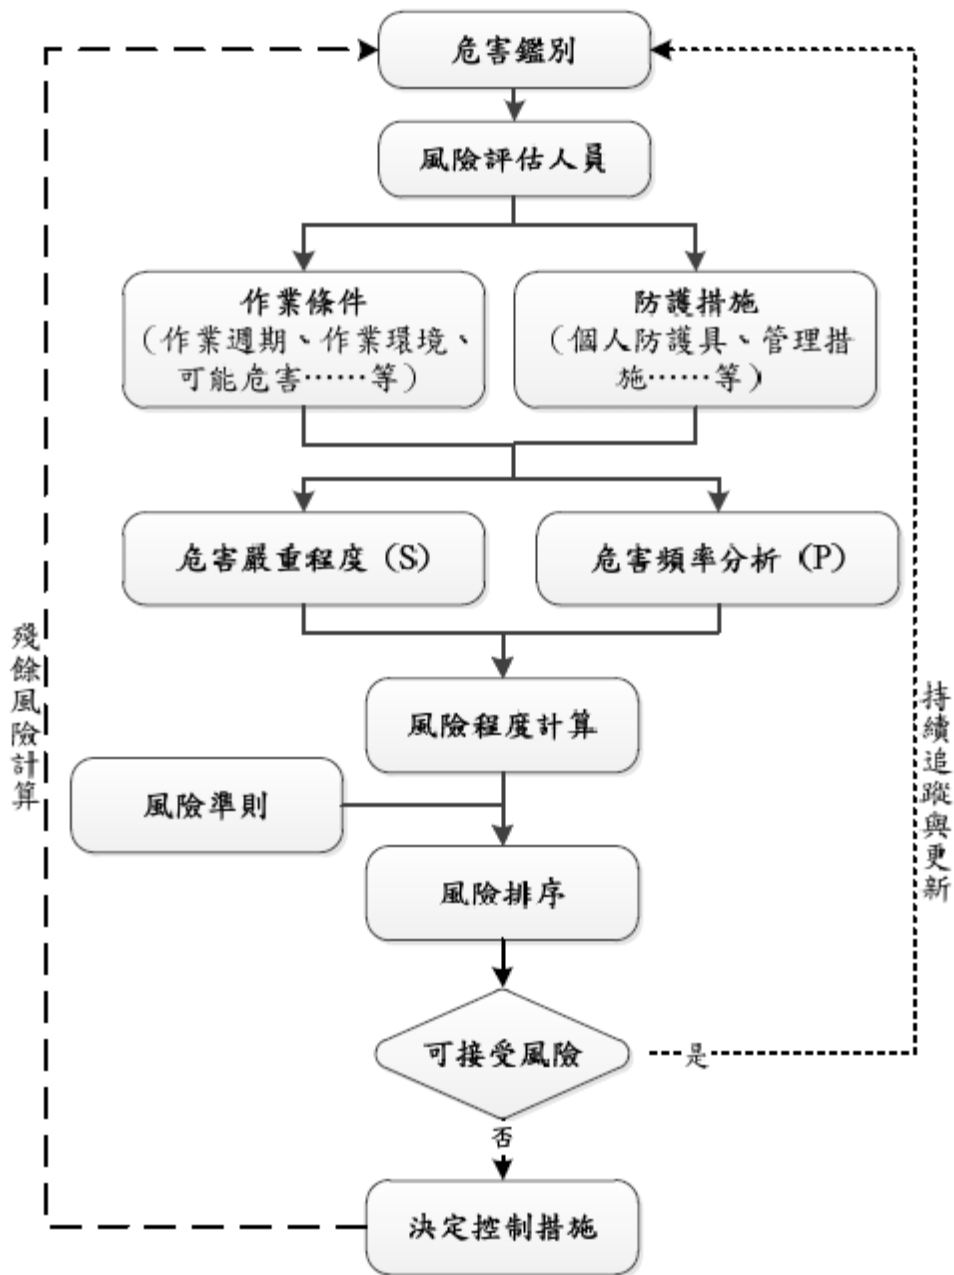 危害鑑別
風險評估人員
作業條件
（作業週期、作業環境、
可能危害……等）
防護措施
（個人防護具、管理措
施……等）
危害嚴重程度（S）
危害頻率分析（P）
風險程度計算
風險準則
風險排序
可接受風險
是
否
決定控制措施
殘餘風險計算
持續追蹤與更新